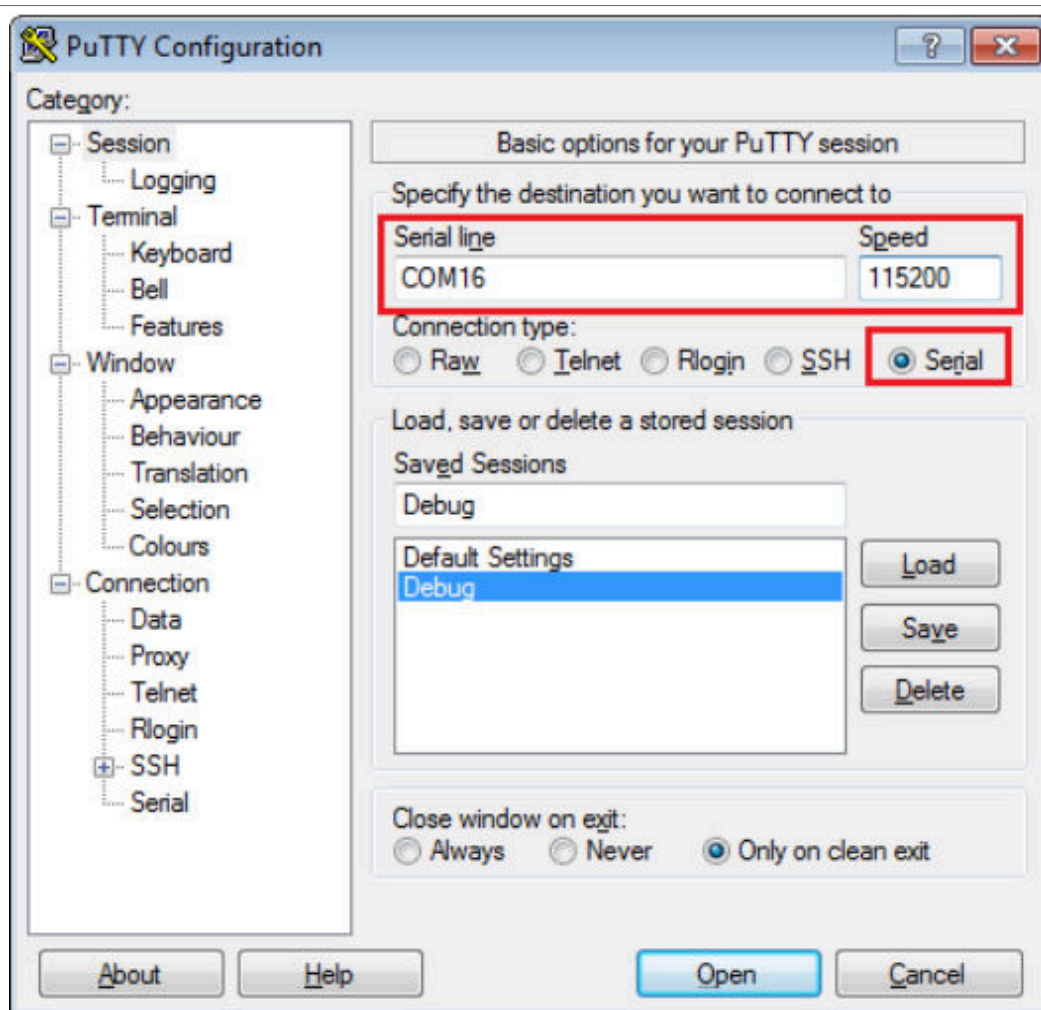 PuTTY Configuration
Category:
Session
Logging
Terminal
Keyboard
Bell
Features
Window
Appearance
Behaviour
Translation
Selection
Colours
Connection
Data
Proxy
Telnet
Rlogin
SSH
Serial
Basic options for your PuTTY session
Specify the destination you want to connect to
Serial line Speed
COM16 115200
Connection type:
Raw Telnet Rlogin SSH Serial
Load, save or delete a stored session
Saved Sessions
Debug
Default Settings
Debug
Load
Save
Delete
Close window on exit:
Always Never Only on clean exit
About Help Open Cancel